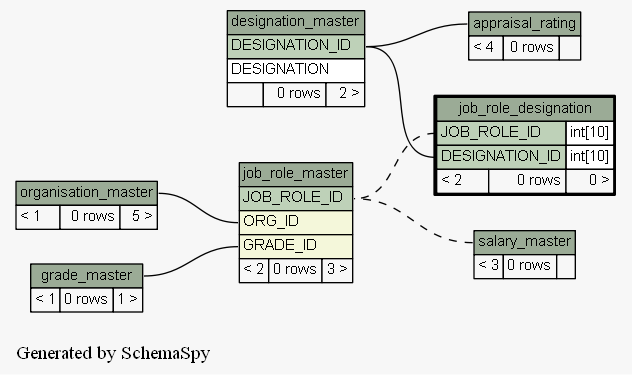 designation_master
DESIGNATION_ID
DESIGNATION
0 rows 2 >
appraisal_rating
< 4 0 rows
job_role_designation
JOB_ROLE_ID int[10]
DESIGNATION_ID int[10]
< 2 0 rows 0 >
job_role_master
JOB_ROLE_ID
ORG_ID
GRADE_ID
< 2 0 rows 3 >
organisation_master
< 1 0 rows 5 >
salary_master
< 3 0 rows
grade_master
< 1 0 rows 1 >
Generated by SchemaSpy